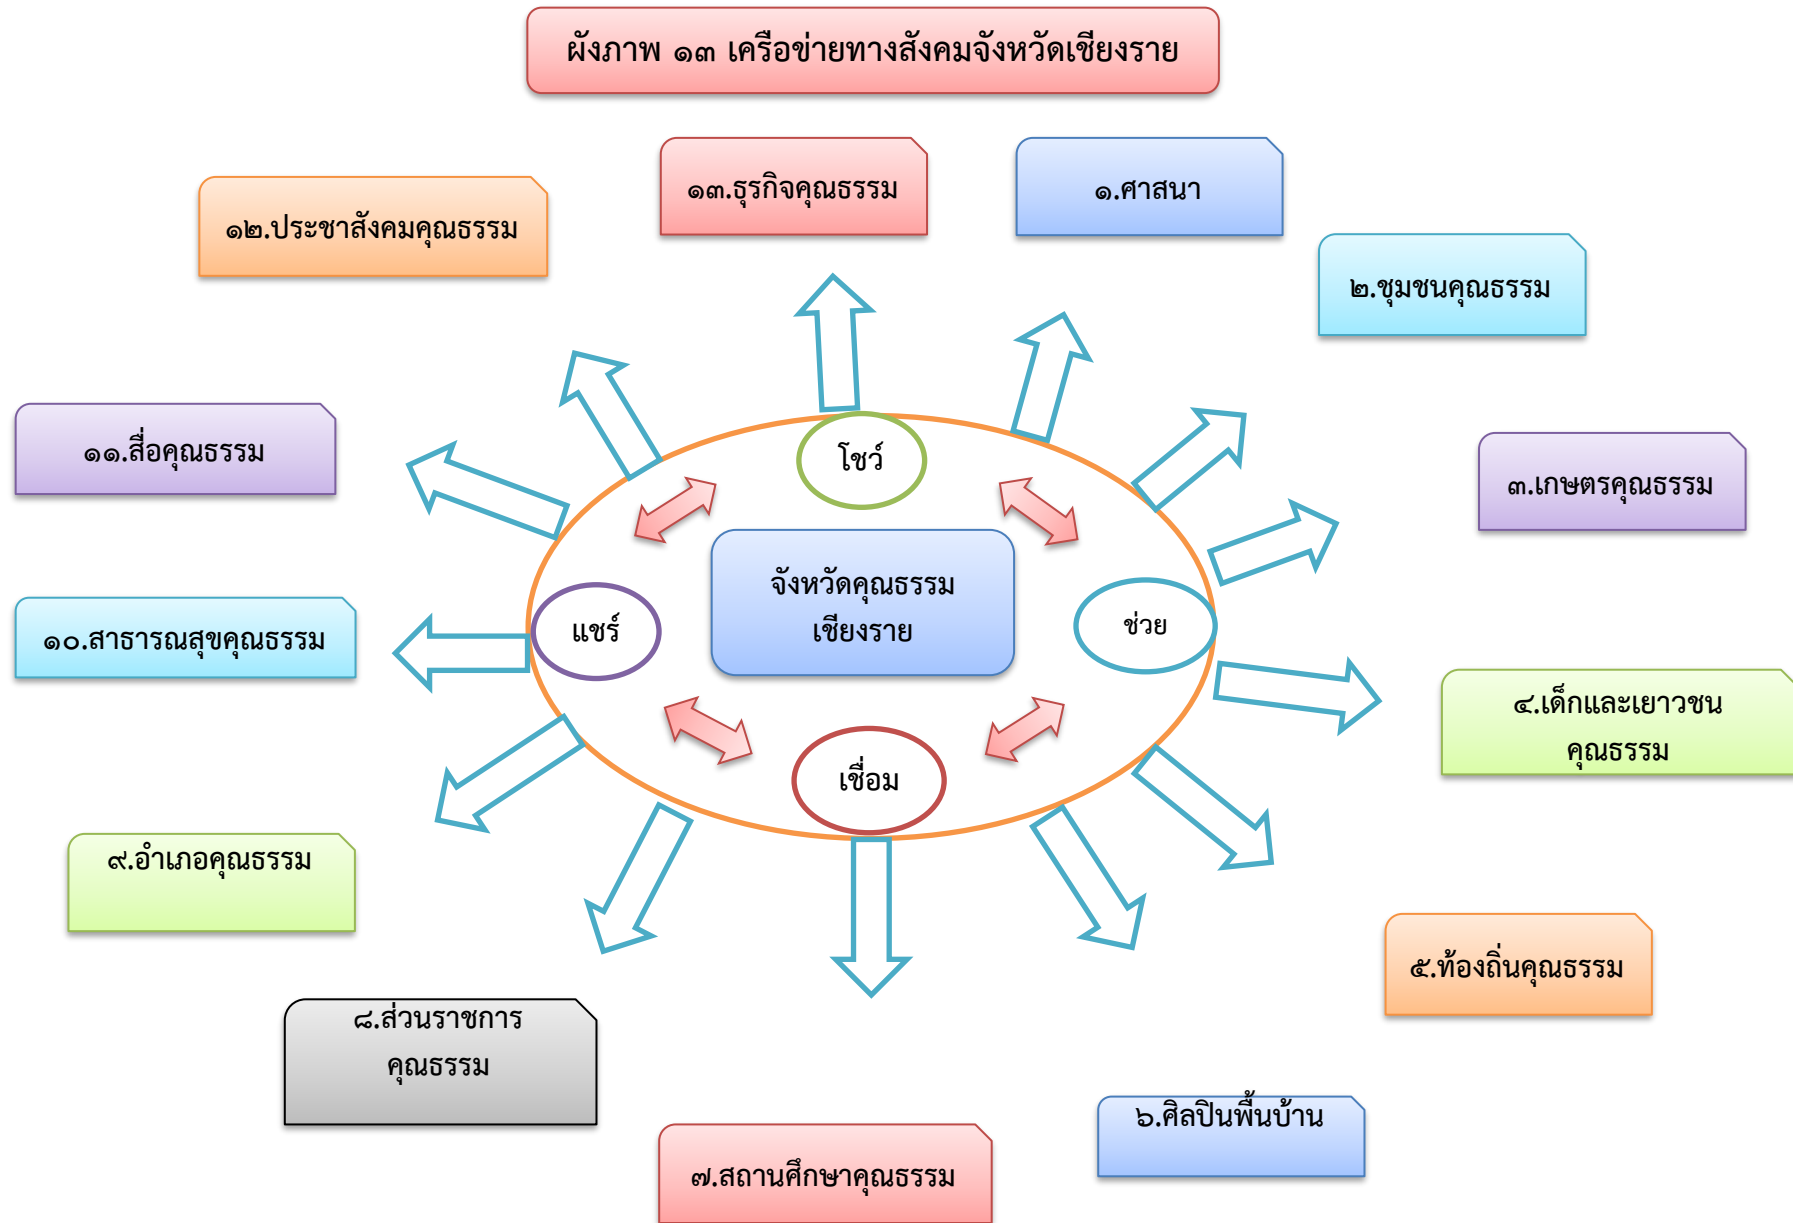 ผังภาพ ๑๓ เครือข่ายทางสังคมจังหวัดเชียงราย
๑๓.ธุรกิจคุณธรรม
๑.ศาสนา
๑๒.ประชาสังคมคุณธรรม
๒.ชุมชนคุณธรรม
๑๑.สื่อคุณธรรม
โชว์
๓.เกษตรคุณธรรม
จังหวัดคุณธรรม
เชียงราย
๑๐.สาธารณสุขคุณธรรม
แชร์
ช่วย
๔.เด็กและเยาวชน
คุณธรรม
เชื่อม
๙.อำเภอคุณธรรม
๕.ท้องถิ่นคุณธรรม
๘.ส่วนราชการ
คุณธรรม
๖.ศิลปินพื้นบ้าน
๗.สถานศึกษาคุณธรรม